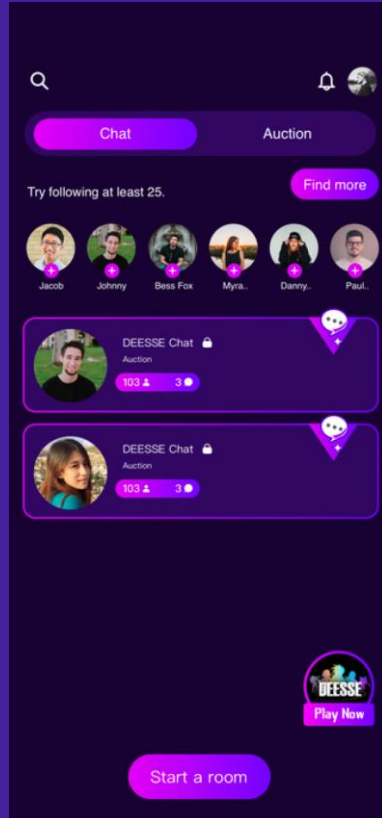 Chat
Auction
Try following at least 25.
Find more
Jacob
Johnny
Bess Fox
Myra..
Danny..
Paul..
DEESSE Chat
Auction
103
3
DEESSE Chat
Auction
103
3
DEESSE
Play Now
Start a room